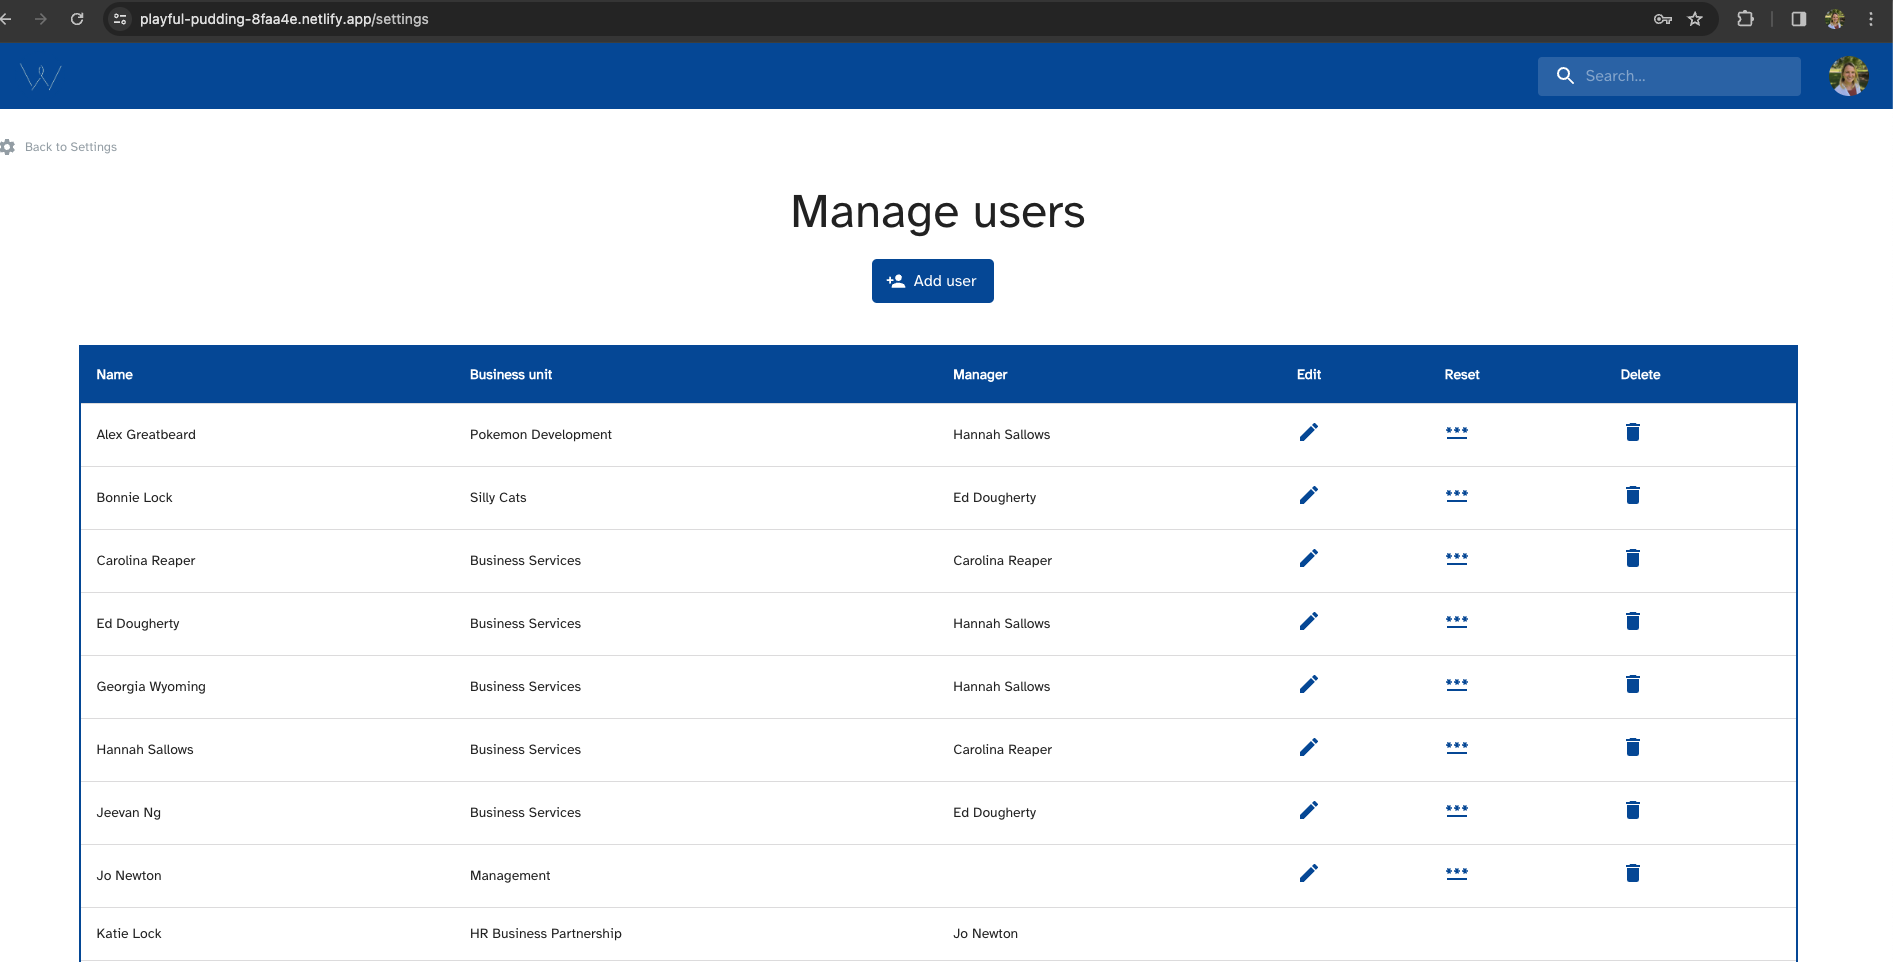 playful-pudding-8faa4e.netlify.app/settings
W
Search...
Back to Settings
Manage users
Add user
Name Business unit Manager Edit Reset Delete
Alex Greatbeard Pokemon Development Hannah Sallows
Bonnie Lock Silly Cats Ed Dougherty
Carolina Reaper Business Services Carolina Reaper
Ed Dougherty Business Services Hannah Sallows
Georgia Wyoming Business Services Hannah Sallows
Hannah Sallows Business Services Carolina Reaper
Jeevan Ng Business Services Ed Dougherty
Jo Newton Management
Katie Lock HR Business Partnership Jo Newton